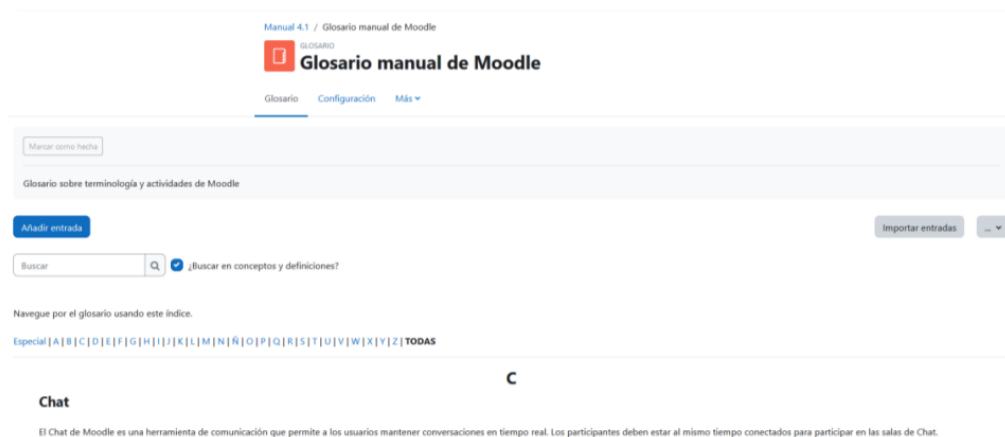 Manual 4.1 / Glosario manual de Moodle
GLOSARIO
Glosario manual de Moodle
Glosario Configuración Más
Marcar como hecha
Glosario sobre terminología y actividades de Moodle
Añadir entrada Importar entradas ...
Buscar ¿Buscar en conceptos y definiciones?
Navegue por el glosario usando este índice.
Especial | A | B | C | D | E | F | G | H | I | J | K | L | M | N | Ñ | O | P | Q | R | S | T | U | V | W | X | Y | Z | TODAS
C
Chat
El Chat de Moodle es una herramienta de comunicación que permite a los usuarios mantener conversaciones en tiempo real. Los participantes deben estar al mismo tiempo conectados para participar en las salas de Chat.